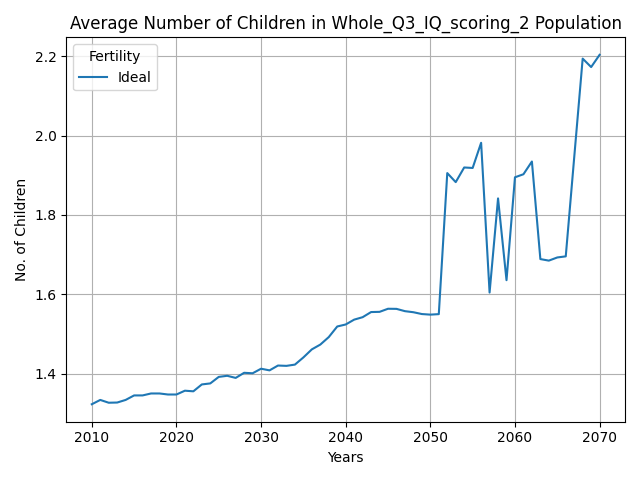 Average Number of Children in Whole_Q3_IQ_scoring_2 Population
Fertility
Ideal
No. of Children
2.2
2.0
1.8
1.6
1.4
2010 2020 2030 2040 2050 2060 2070
Years